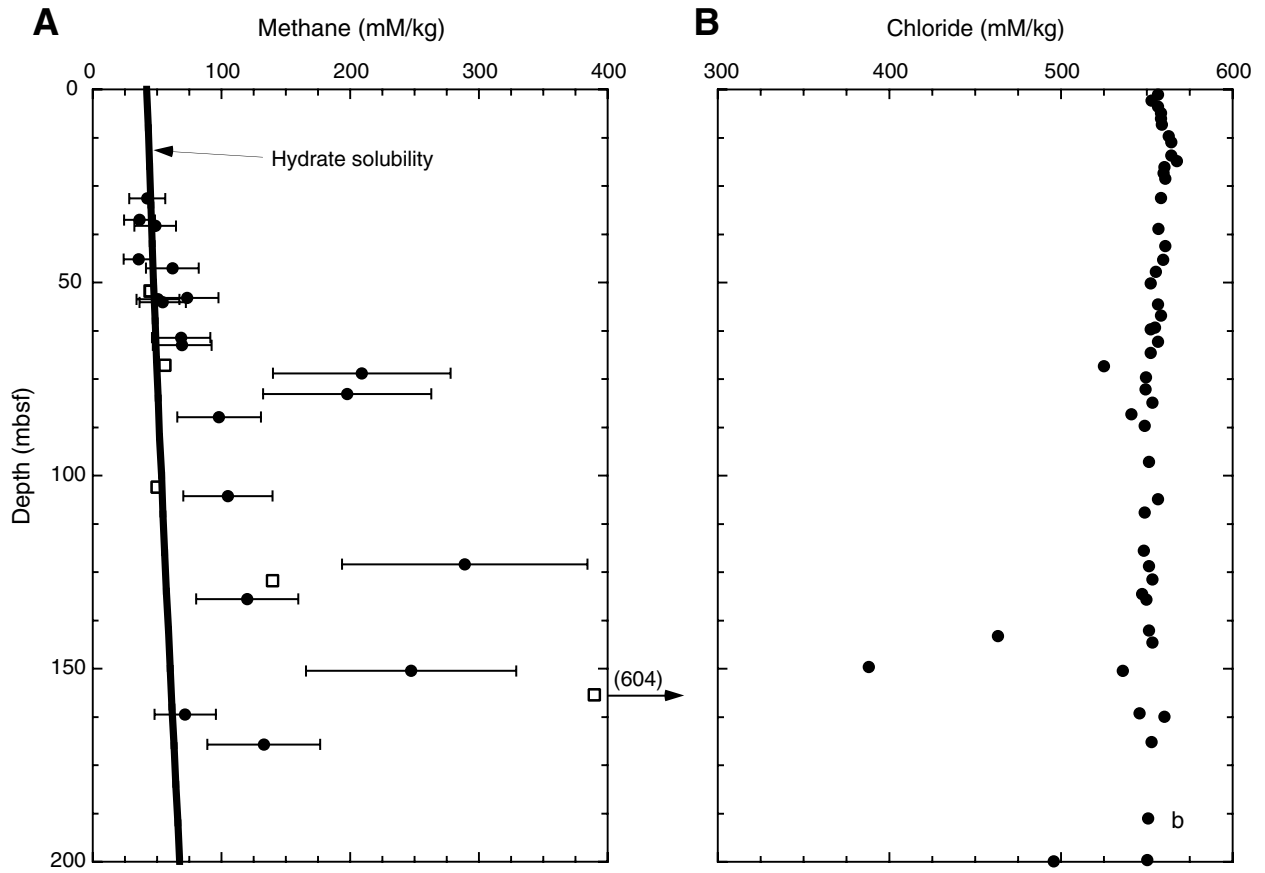 A
Methane (mM/kg)
0 100 200 300 400
0
50
100
150
200
Depth (mbsf)
Hydrate solubility
(604)
B
Chloride (mM/kg)
300 400 500 600
b